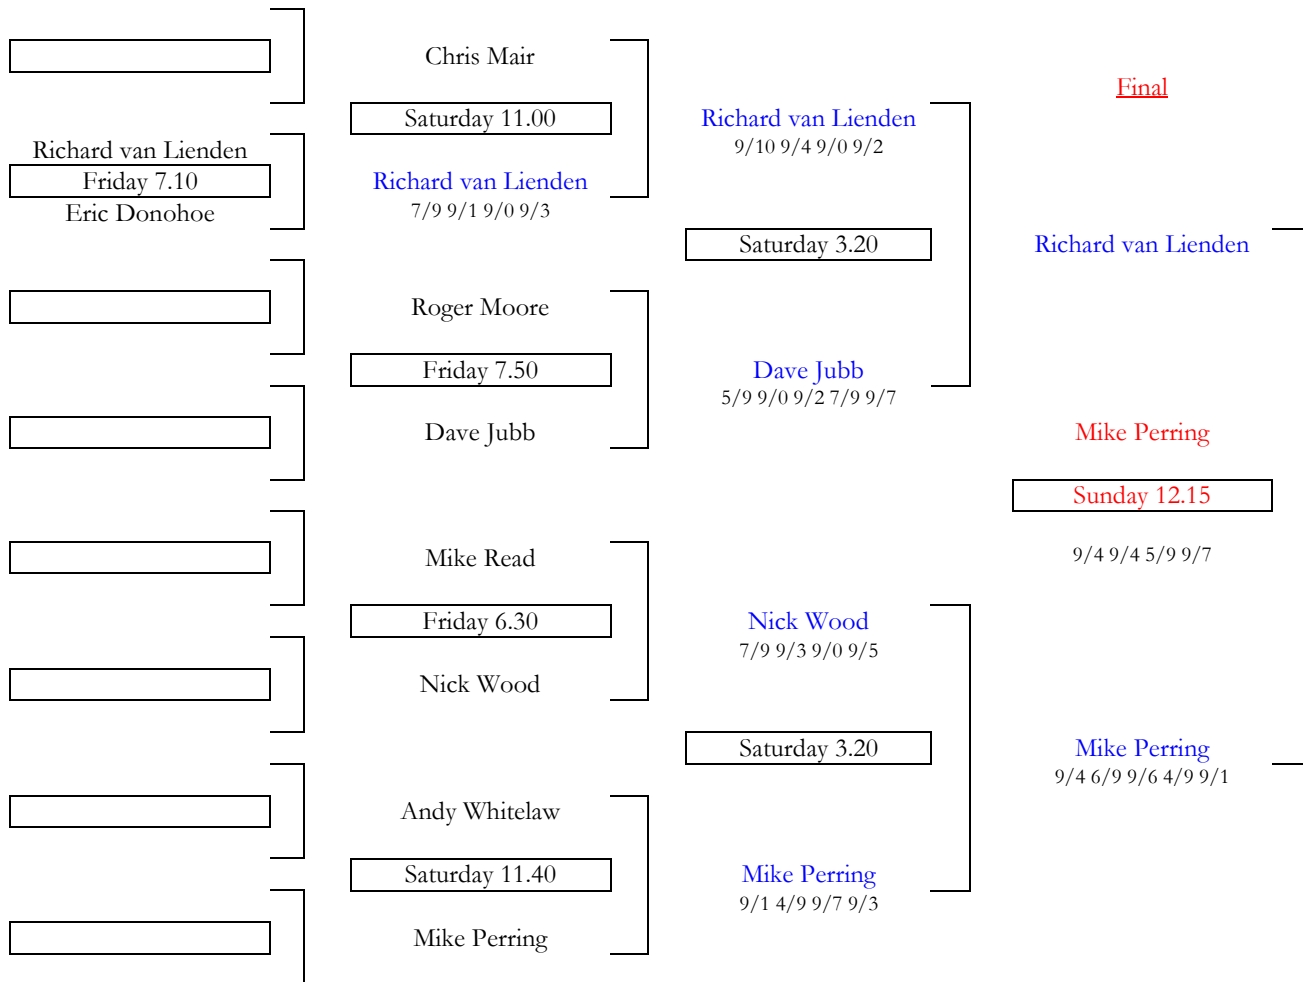 Richard van Lienden
Friday 7.10
Eric Donohoe
Chris Mair
Saturday 11.00
Richard van Lienden
7/9 9/1 9/0 9/3
Roger Moore
Friday 7.50
Dave Jubb
Mike Read
Friday 6.30
Nick Wood
Andy Whitelaw
Saturday 11.40
Mike Perring
Richard van Lienden
9/10 9/4 9/0 9/2
Saturday 3.20
Dave Jubb
5/9 9/0 9/2 7/9 9/7
Nick Wood
7/9 9/3 9/0 9/5
Saturday 3.20
Mike Perring
9/1 4/9 9/7 9/3
Final
Richard van Lienden
Mike Perring
Sunday 12.15
9/4 9/4 5/9 9/7
Mike Perring
9/4 6/9 9/6 4/9 9/1